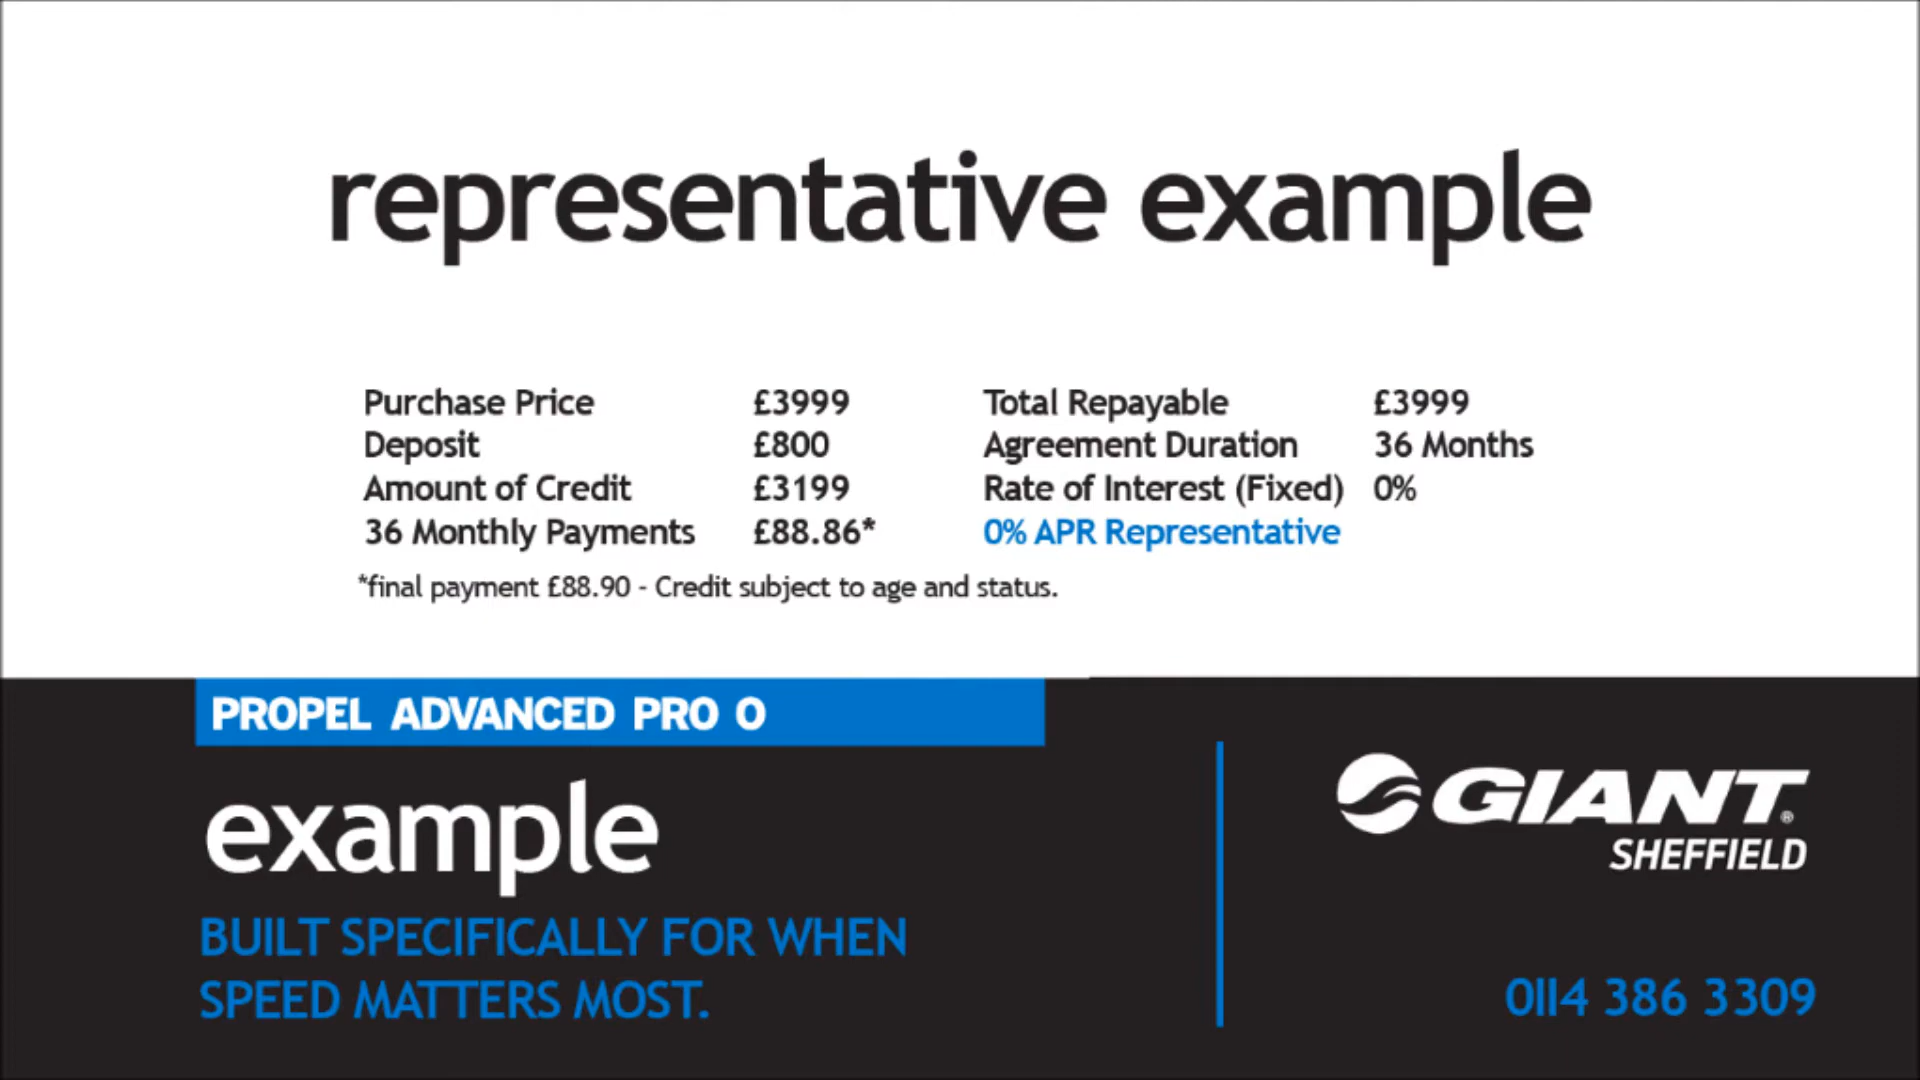 representative example
Purchase Price £3999
Deposit £800
Amount of Credit £3199
36 Monthly Payments £88.86*
Total Repayable £3999
Agreement Duration 36 Months
Rate of Interest (Fixed) 0%
0% APR Representative
*final payment £88.90 - Credit subject to age and status.
PROPEL ADVANCED PRO 0
example
BUILT SPECIFICALLY FOR WHEN
SPEED MATTERS MOST.
GIANT®
SHEFFIELD
0114 386 3309